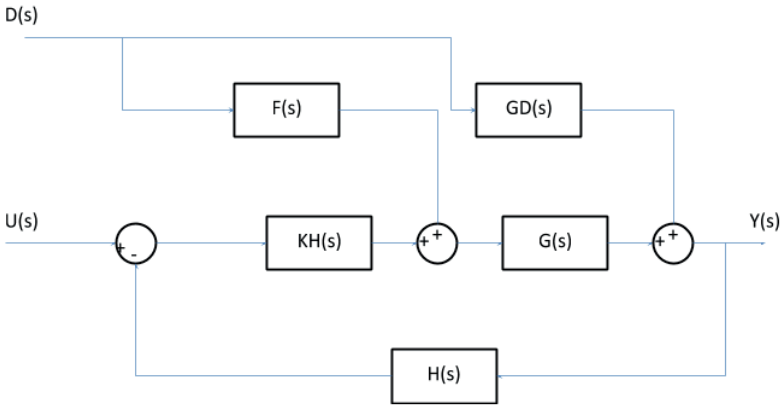 D(s)
F(s)
GD(s)
U(s)
Y(s)
+
-
KH(s)
+ +
G(s)
+ +
H(s)